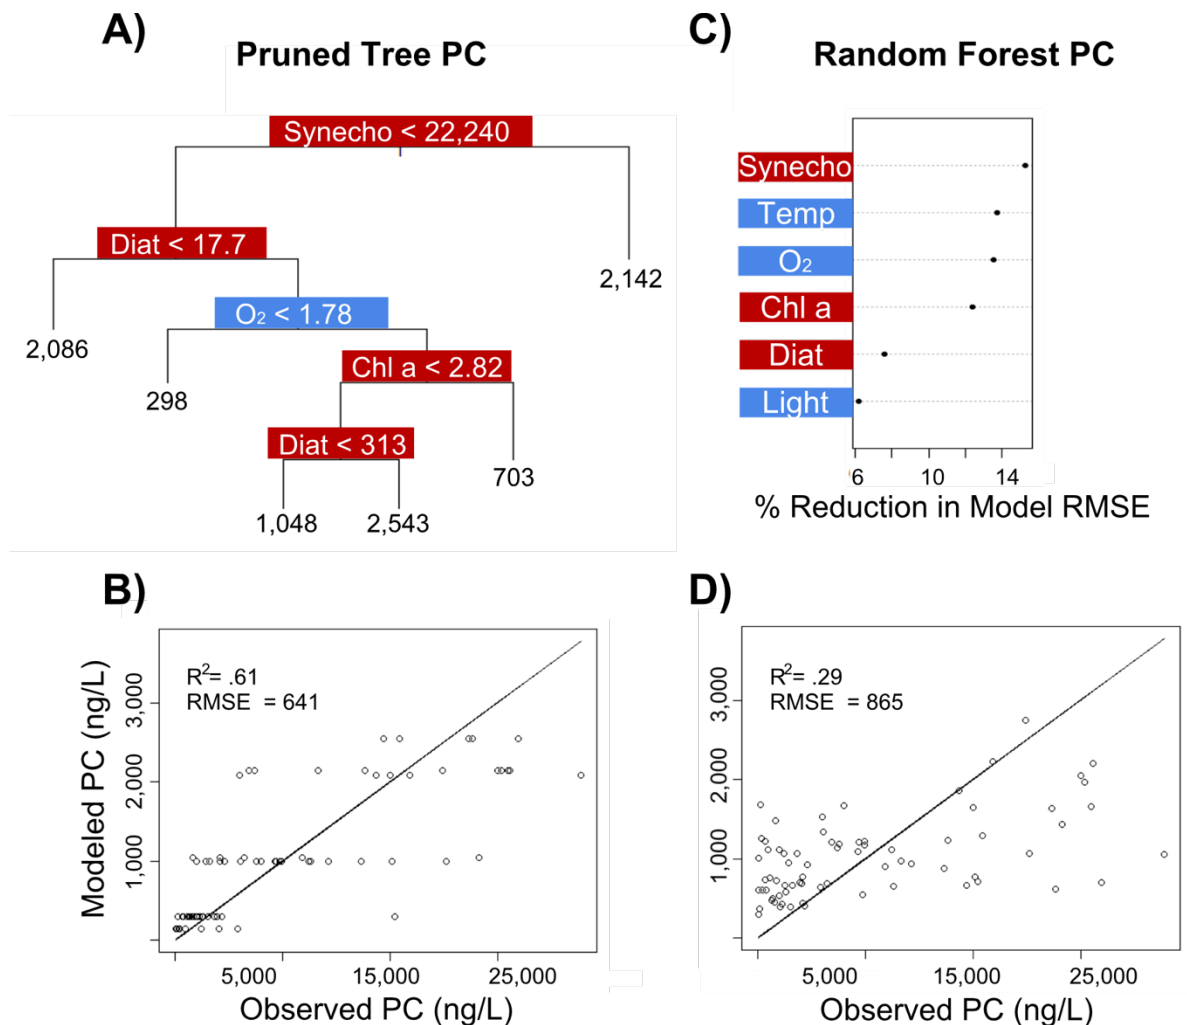 A)
Pruned Tree PC
Synecho < 22,240
Diat < 17.7
2,142
O₂ < 1.78
2,086
Chl a < 2.82
298
Diat < 313
703
1,048 2,543
C)
Random Forest PC
Synecho
Temp
O₂
Chl a
Diat
Light
6 10 14
% Reduction in Model RMSE
B)
R²= .61
RMSE = 641
Modeled PC (ng/L)
3,000
2,000
1,000
5,000 15,000 25,000
Observed PC (ng/L)
D)
R²= .29
RMSE = 865
3,000
2,000
1,000
5,000 15,000 25,000
Observed PC (ng/L)